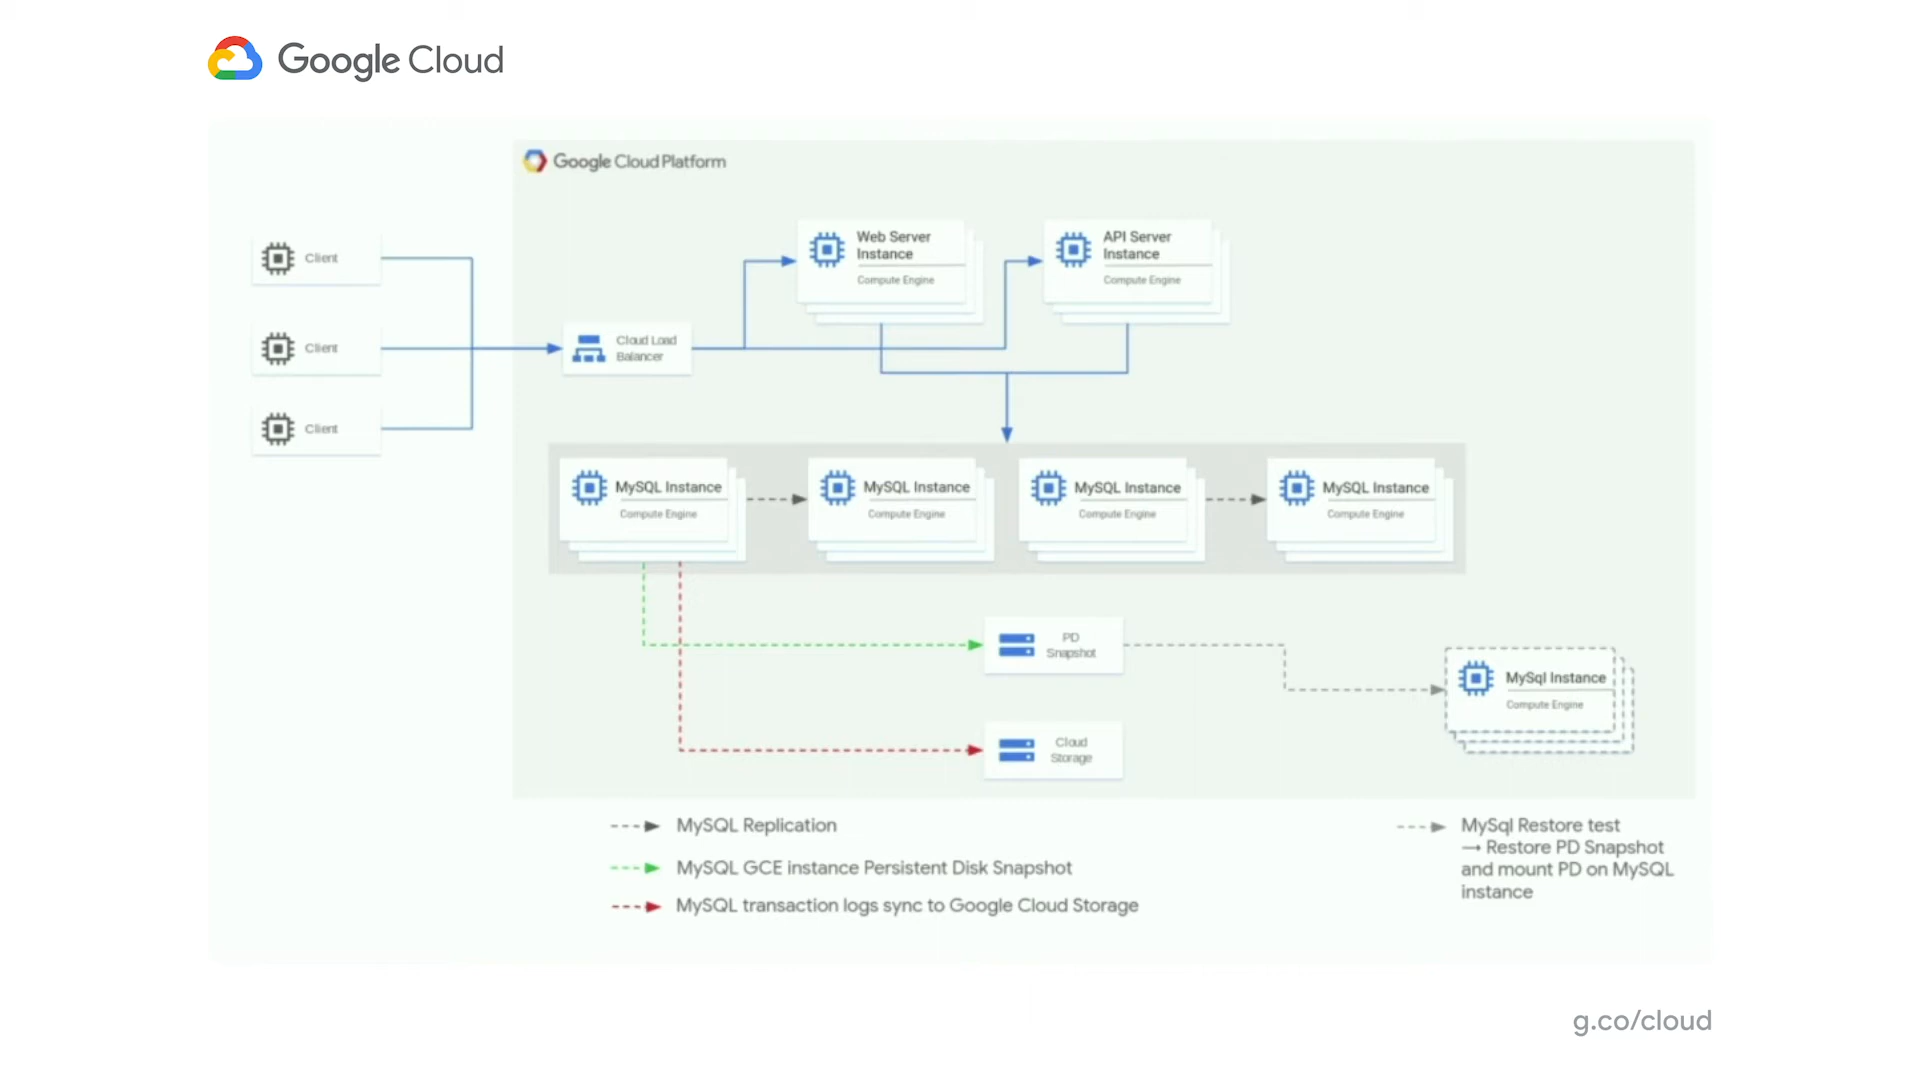 Google Cloud
Google Cloud Platform
Client
Client
Client
Cloud Load
Balancer
Web Server
Instance
Compute Engine
API Server
Instance
Compute Engine
MySQL Instance
Compute Engine
MySQL Instance
Compute Engine
MySQL Instance
Compute Engine
MySQL Instance
Compute Engine
PD
Snapshot
Cloud
Storage
MySql Instance
Compute Engine
MySQL Replication
MySQL GCE instance Persistent Disk Snapshot
MySQL transaction logs sync to Google Cloud Storage
MySql Restore test
→ Restore PD Snapshot
and mount PD on MySQL
instance
g.co/cloud